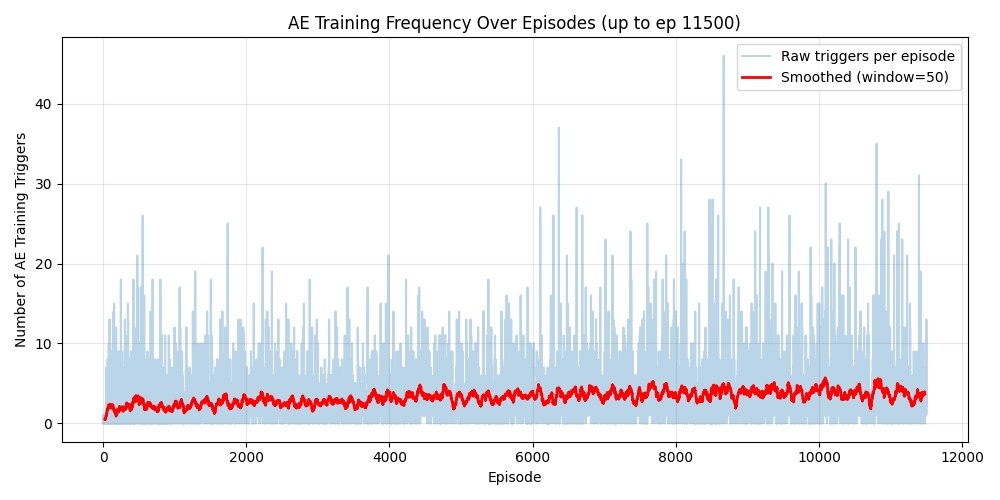 AE Training Frequency Over Episodes (up to ep 11500)
Raw triggers per episode
Smoothed (window=50)
Number of AE Training Triggers
40
30
20
10
0
0
2000
4000
6000
8000
10000
12000
Episode